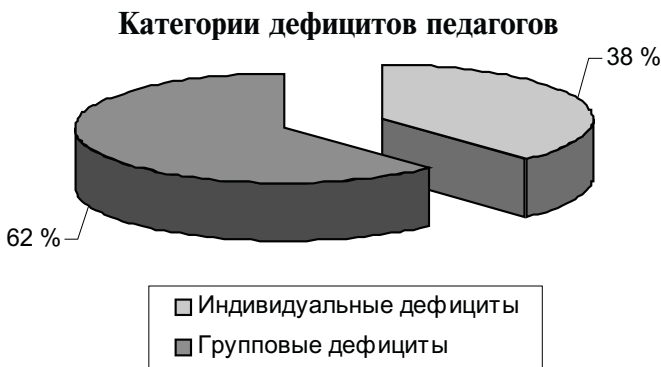 Категории дефицитов педагогов
38 %
62 %
Индивидуальные дефициты
Групповые дефициты